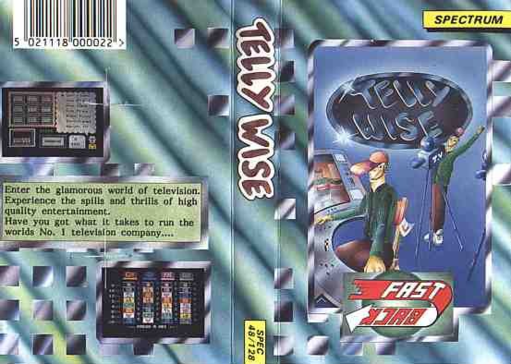 5 021118 000022 >
Enter the glamorous world of television.
Experience the spills and thrills of high
quality entertainment.
Have you got what it takes to run the
worlds No. 1 television company....
TELLY WISE
SPEC
48/128
SPECTRUM
TELLY
WISE
TV
FAST
BACK